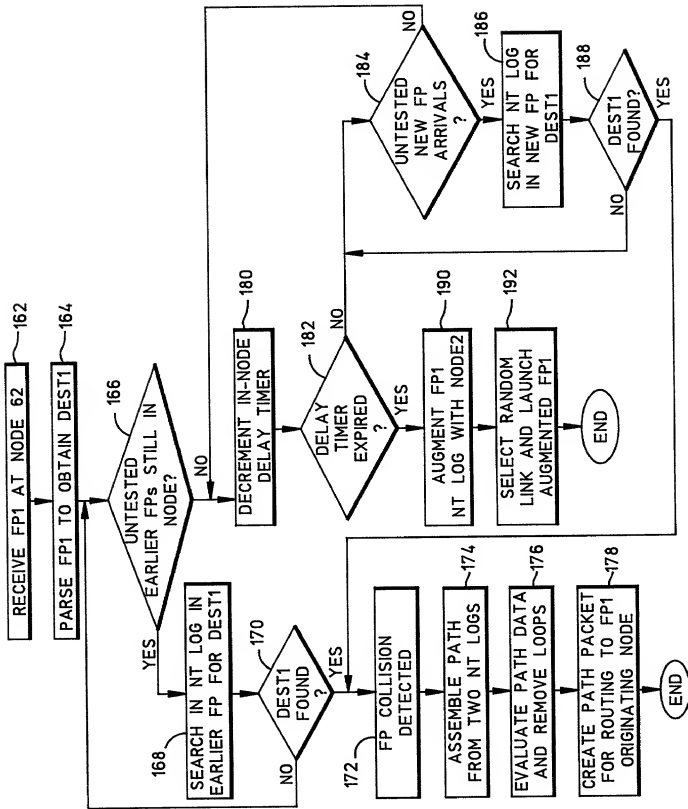 RECEIVE FP1 AT NODE 62
162
PARSE FP1 TO OBTAIN DEST1
164
UNTESTED
EARLIER FPs STILL IN
NODE?
166
YES
NO
SEARCH IN NT LOG IN
EARLIER FP FOR DEST1
168
DEST1
FOUND
?
170
NO
YES
FP COLLISION
DETECTED
172
ASSEMBLE PATH
FROM TWO NT LOGS
174
EVALUATE PATH DATA
AND REMOVE LOOPS
176
CREATE PATH PACKET
FOR ROUTING TO FP1
ORIGINATING NODE
178
END
DECREMENT IN-NODE
DELAY TIMER
180
DELAY
TIMER
EXPIRED
?
182
NO
YES
AUGMENT FP1
NT LOG WITH NODE2
190
SELECT RANDOM
LINK AND LAUNCH
AUGMENTED FP1
192
END
UNTESTED
NEW FP
ARRIVALS
?
184
NO
YES
SEARCH NT LOG
IN NEW FP FOR
DEST1
186
DEST1
FOUND?
188
NO
YES